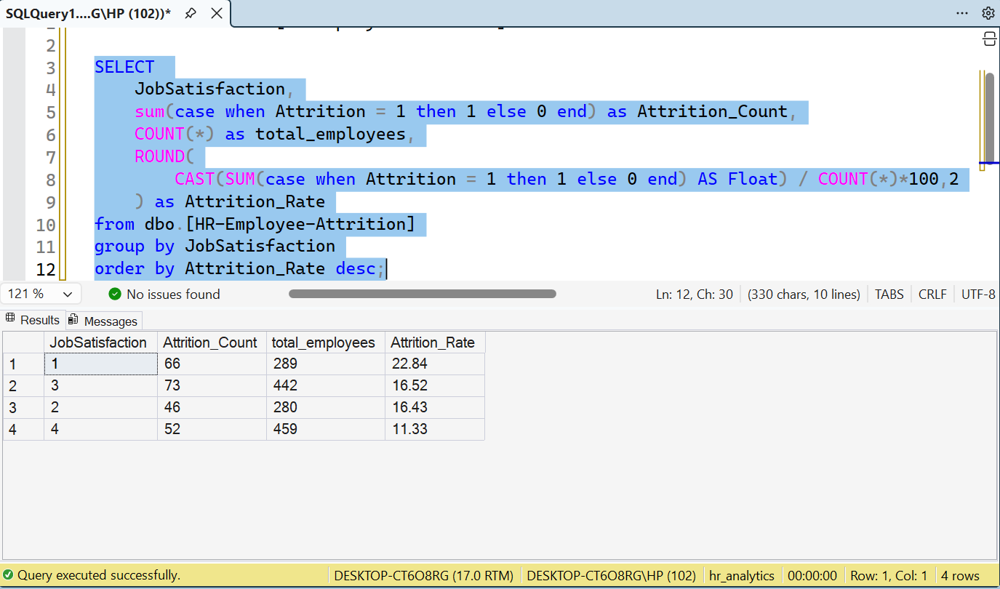 SQLQuery1....G\HP (102))*
2
3 SELECT
4 JobSatisfaction,
5 sum(case when Attrition = 1 then 1 else 0 end) as Attrition_Count,
6 COUNT(*) as total_employees,
7 ROUND(
8 CAST(SUM(case when Attrition = 1 then 1 else 0 end) AS Float) / COUNT(*)*100,2
9 ) as Attrition_Rate
10 from dbo.[HR-Employee-Attrition]
11 group by JobSatisfaction
12 order by Attrition_Rate desc;
121 % No issues found Ln: 12, Ch: 30 (330 chars, 10 lines) TABS CRLF UTF-8
Results Messages
JobSatisfaction Attrition_Count total_employees Attrition_Rate
1 1 66 289 22.84
2 3 73 442 16.52
3 2 46 280 16.43
4 4 52 459 11.33
Query executed successfully. DESKTOP-CT6O8RG (17.0 RTM) DESKTOP-CT6O8RG\HP (102) hr_analytics 00:00:00 Row: 1, Col: 1 4 rows